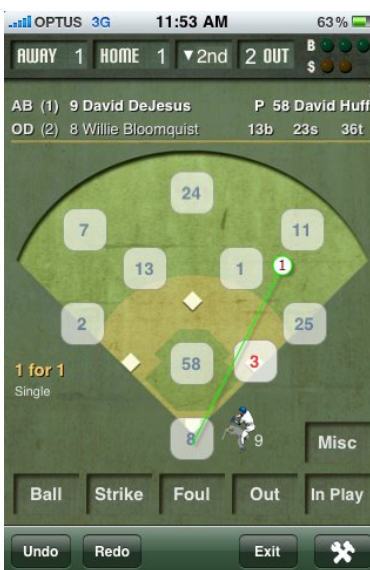 OPTUS 3G 11:53 AM 63%
AWAY 1 HOME 1 ▼2nd 2 OUT B S
AB (1) 9 David DeJesus P 58 David Huff
OD (2) 8 Willie Bloomquist 13b 23s 36t
24
7 11
13 1 1
2 25
58 3
1 for 1
Single
8 9
Misc
Ball Strike Foul Out In Play
Undo Redo Exit